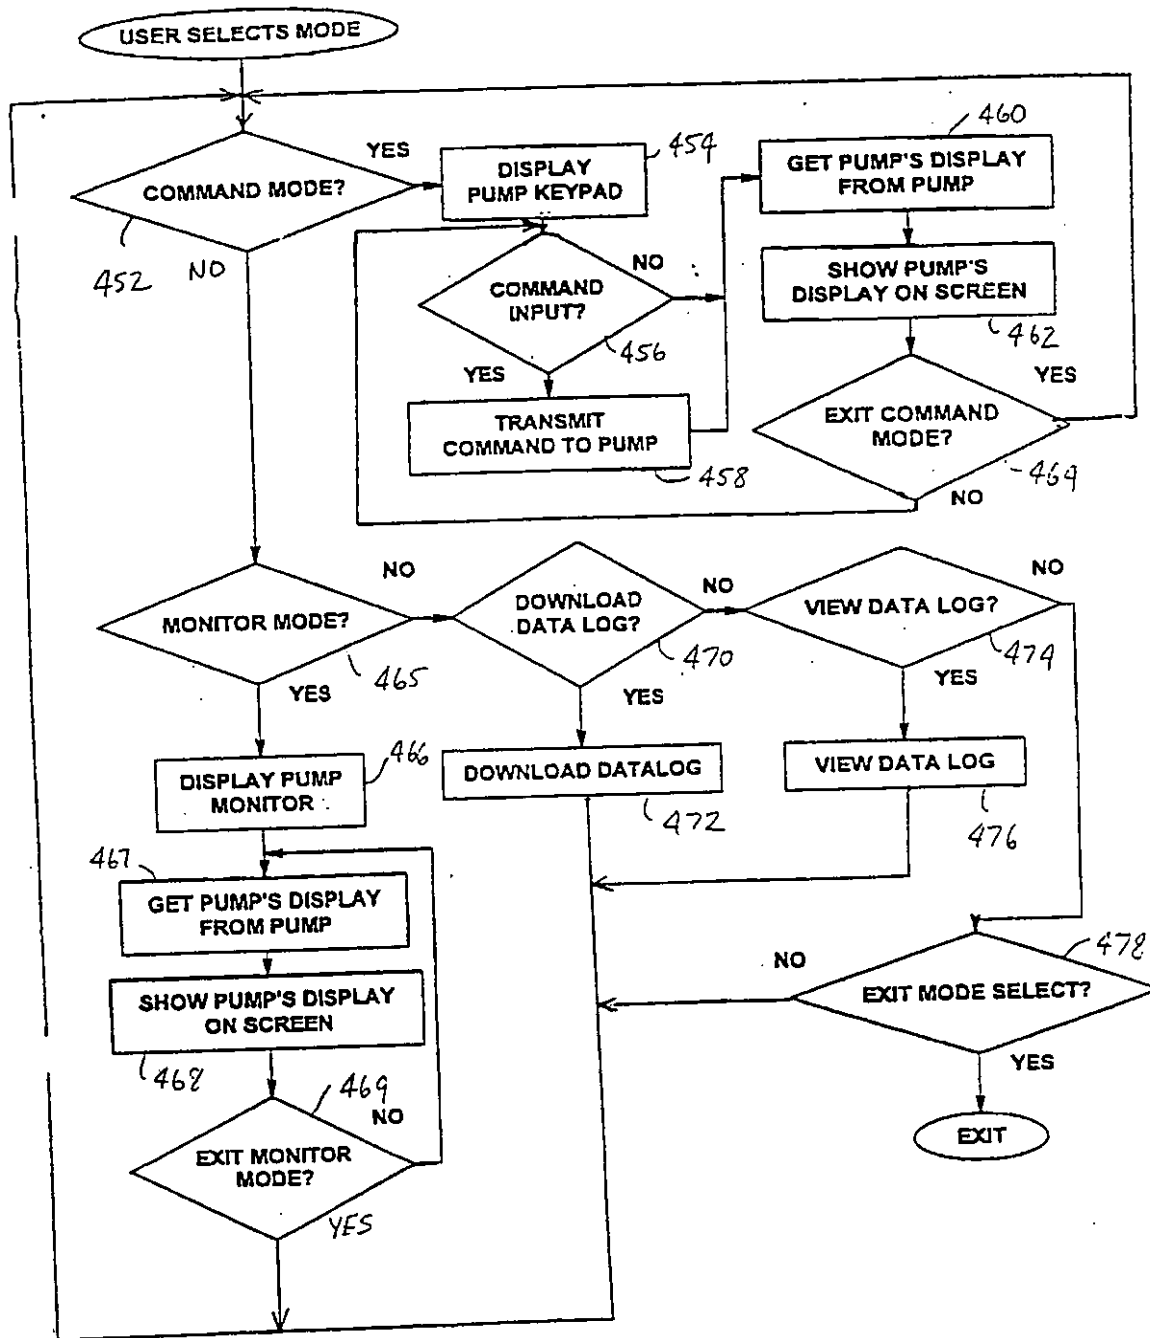 USER SELECTS MODE
COMMAND MODE?
YES
NO
452
DISPLAY
PUMP KEYPAD
454
COMMAND
INPUT?
NO
YES
456
TRANSMIT
COMMAND TO PUMP
458
GET PUMP'S DISPLAY
FROM PUMP
460
SHOW PUMP'S
DISPLAY ON SCREEN
462
EXIT COMMAND
MODE?
YES
NO
464
MONITOR MODE?
NO
YES
465
DOWNLOAD
DATA LOG?
NO
YES
470
VIEW DATA LOG?
NO
YES
474
DISPLAY PUMP
MONITOR
466
DOWNLOAD DATALOG
472
VIEW DATA LOG
476
467
GET PUMP'S DISPLAY
FROM PUMP
SHOW PUMP'S DISPLAY
ON SCREEN
468
EXIT MONITOR
MODE?
469
NO
YES
EXIT MODE SELECT?
478
NO
YES
EXIT